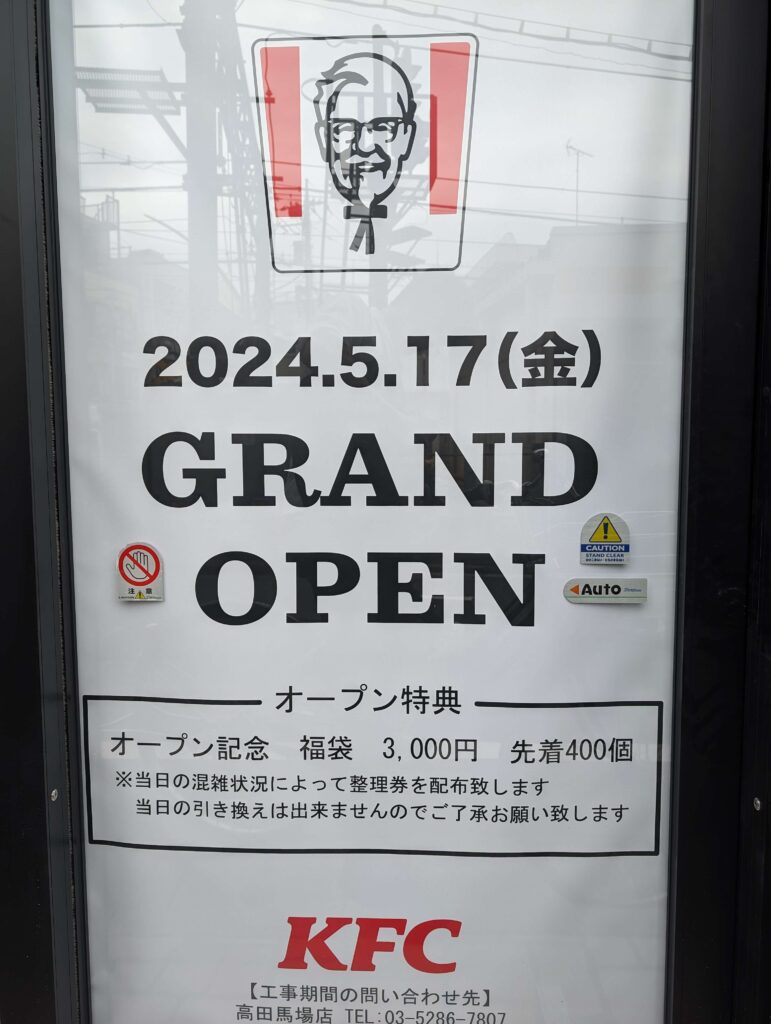 2024.5.17(金)
GRAND
OPEN
注意
CAUTION
STAND CLEAR
Auto
オープン特典
オープン記念 福袋 3,000円 先着400個
※当日の混雑状況によって整理券を配布致します
当日の引き換えは出来ませんのでご了承お願い致します
KFC
【工事期間の問い合わせ先】
高田馬場店 TEL:03-5286-7807